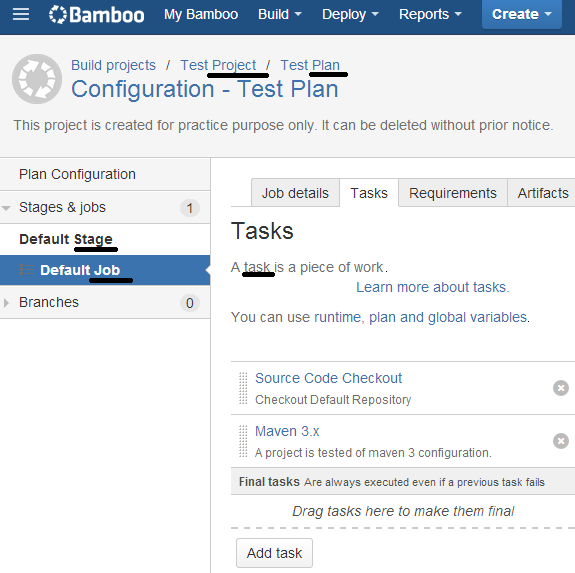 Bamboo My Bamboo Build Deploy Reports Create
Build projects / Test Project / Test Plan
Configuration - Test Plan
This project is created for practice purpose only. It can be deleted without prior notice.
Plan Configuration
Stages & jobs 1
Default Stage
Default Job
Branches 0
Job details Tasks Requirements Artifacts
Tasks
A task is a piece of work.
Learn more about tasks.
You can use runtime, plan and global variables.
Source Code Checkout
Checkout Default Repository
Maven 3.x
A project is tested of maven 3 configuration.
Final tasks Are always executed even if a previous task fails
Drag tasks here to make them final
Add task